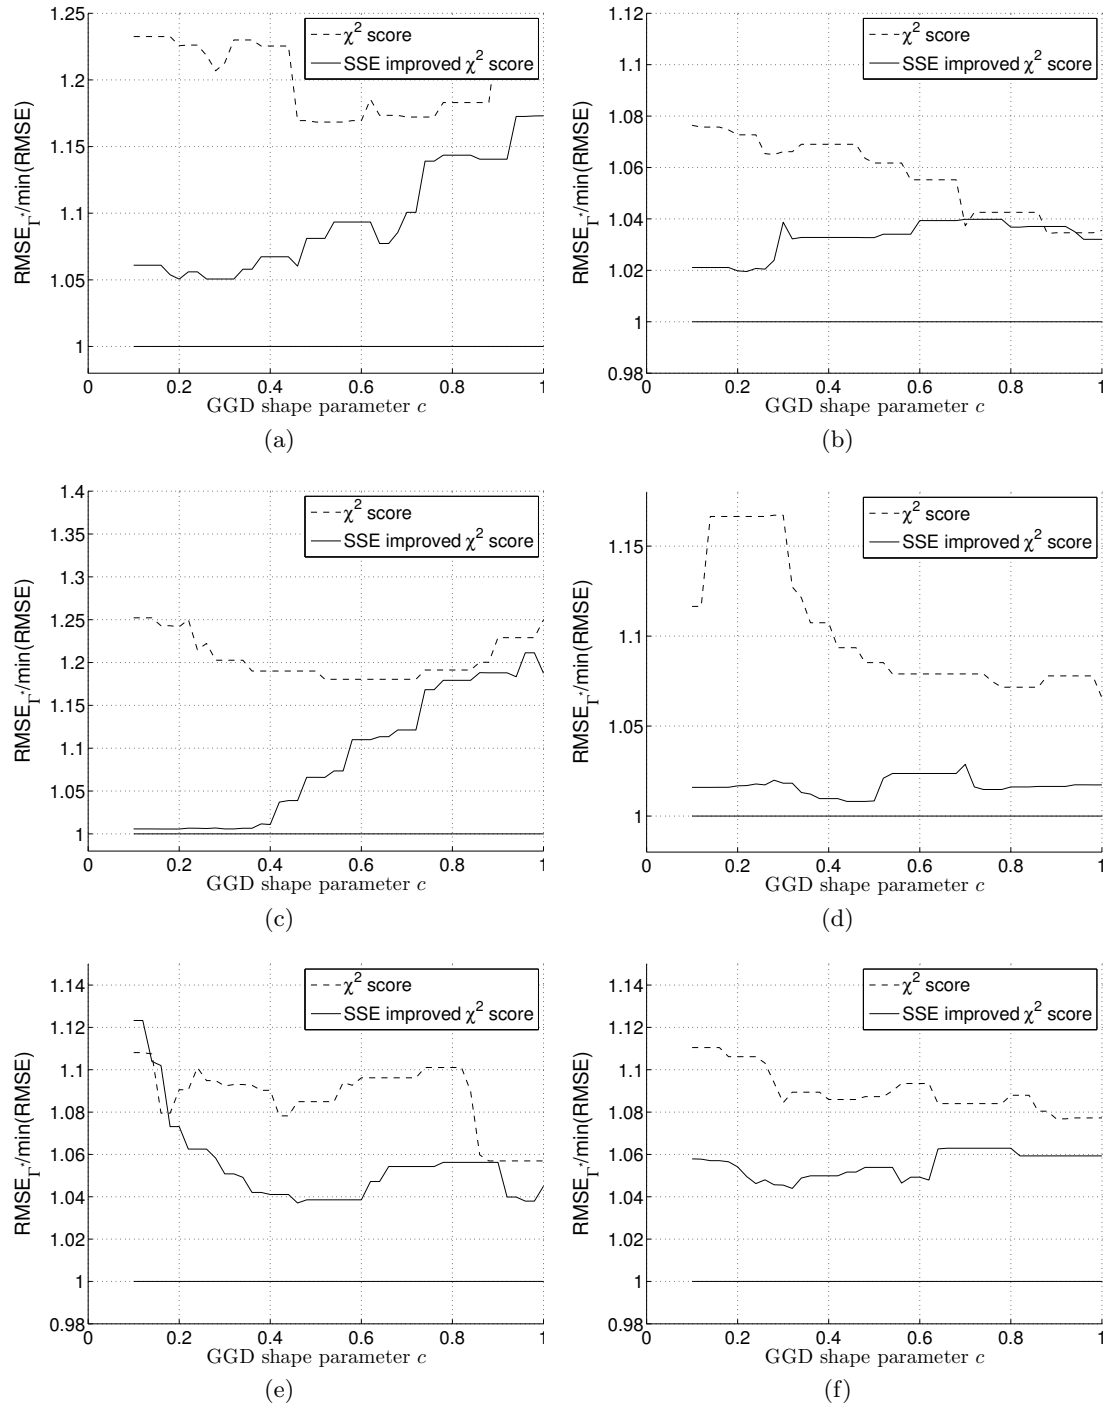 1.25
1.2
1.15
1.1
1.05
1
0 0.2 0.4 0.6 0.8 1
RMSE_Γ*/min(RMSE)
GGD shape parameter c
χ² score
SSE improved χ² score
(a)
1.12
1.1
1.08
1.06
1.04
1.02
1
0.98
0 0.2 0.4 0.6 0.8 1
RMSE_Γ*/min(RMSE)
GGD shape parameter c
χ² score
SSE improved χ² score
(b)
1.4
1.35
1.3
1.25
1.2
1.15
1.1
1.05
1
0 0.2 0.4 0.6 0.8 1
RMSE_Γ*/min(RMSE)
GGD shape parameter c
χ² score
SSE improved χ² score
(c)
1.15
1.1
1.05
1
0 0.2 0.4 0.6 0.8 1
RMSE_Γ*/min(RMSE)
GGD shape parameter c
χ² score
SSE improved χ² score
(d)
1.14
1.12
1.1
1.08
1.06
1.04
1.02
1
0.98
0 0.2 0.4 0.6 0.8 1
RMSE_Γ*/min(RMSE)
GGD shape parameter c
χ² score
SSE improved χ² score
(e)
1.14
1.12
1.1
1.08
1.06
1.04
1.02
1
0.98
0 0.2 0.4 0.6 0.8 1
RMSE_Γ*/min(RMSE)
GGD shape parameter c
χ² score
SSE improved χ² score
(f)